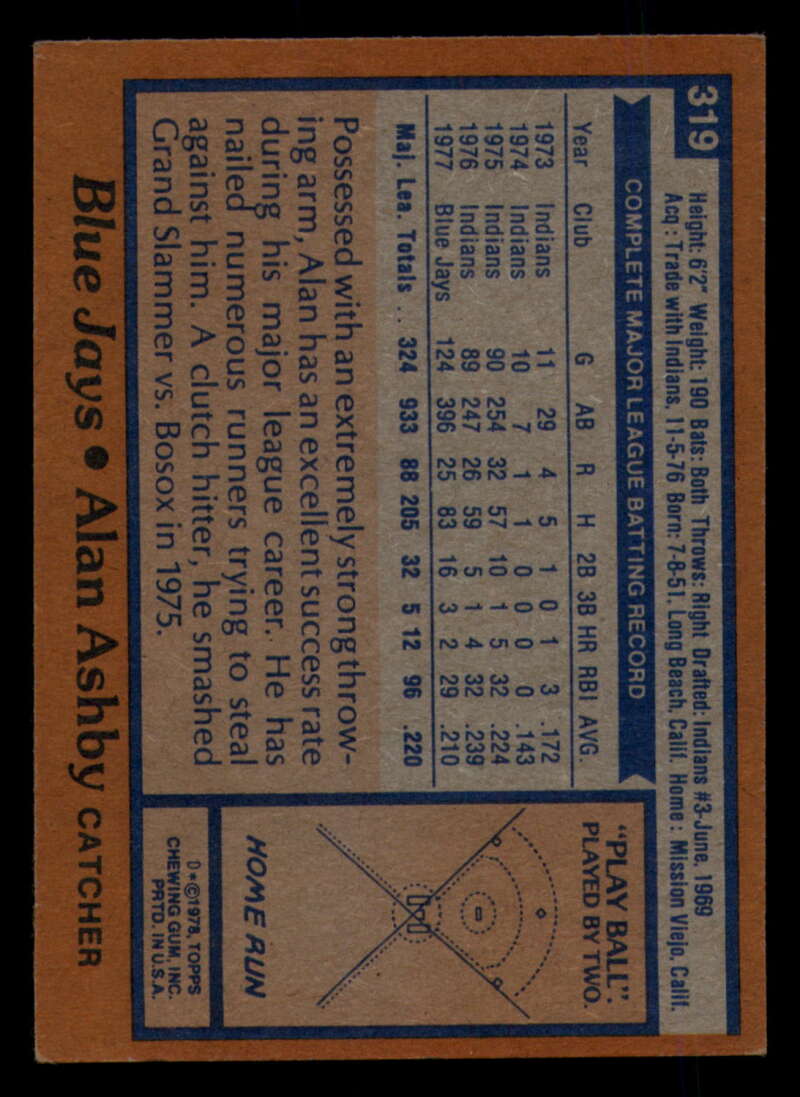 319
Height: 6'2" Weight: 190 Bats: Both Throws: Right Drafted: Indians #3-June, 1969
Acq: Trade with Indians, 11-5-76 Born: 7-8-51, Long Beach, Calif. Home: Mission Viejo, Calif.
COMPLETE MAJOR LEAGUE BATTING RECORD
Year Club G AB R H 2B 3B HR RBI AVG.
1973 Indians 11 29 4 5 1 0 1 3 .172
1974 Indians 10 7 1 1 0 0 0 0 .143
1975 Indians 90 254 32 57 10 1 5 32 .224
1976 Indians 89 247 26 59 5 1 4 32 .239
1977 Blue Jays 124 396 25 83 16 3 2 29 .210
Maj. Lea. Totals .. 324 933 88 205 32 5 12 96 .220
Possessed with an extremely strong throw-
ing arm, Alan has an excellent success rate
during his major league career. He has
nailed numerous runners trying to steal
against him. A clutch hitter, he smashed
Grand Slammer vs. Bosox in 1975.
"PLAY BALL":
PLAYED BY TWO.
HOME RUN
D*©1978, TOPPS
CHEWING GUM, INC.
PRTD. IN U.S.A.
Blue Jays • Alan Ashby CATCHER